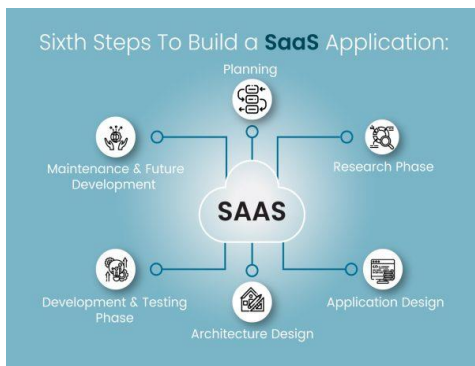 Sixth Steps To Build a SaaS Application:
Planning
Research Phase
Application Design
Architecture Design
Development & Testing
Phase
Maintenance & Future
Development
SAAS